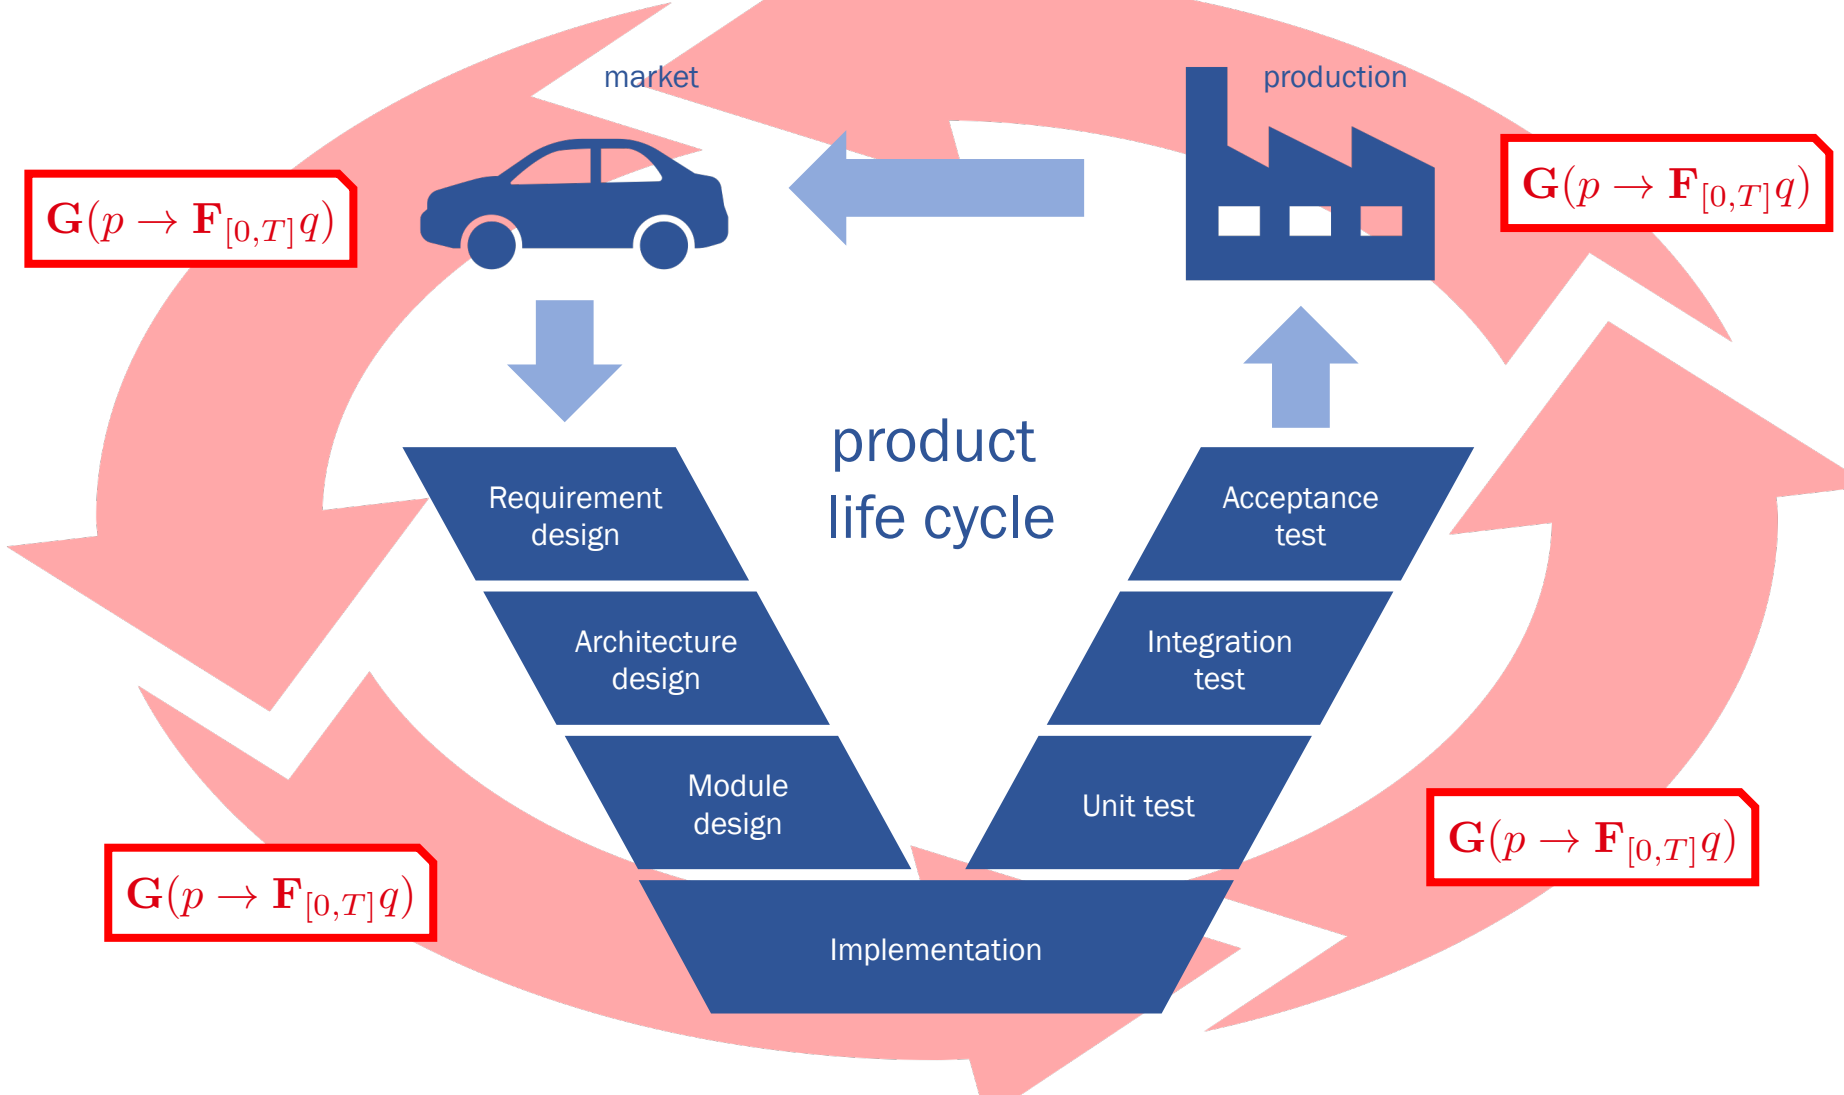 market
production
G(p → F[0,T]q)
G(p → F[0,T]q)
product
life cycle
Requirement
design
Acceptance
test
Architecture
design
Integration
test
Module
design
Unit test
G(p → F[0,T]q)
G(p → F[0,T]q)
Implementation